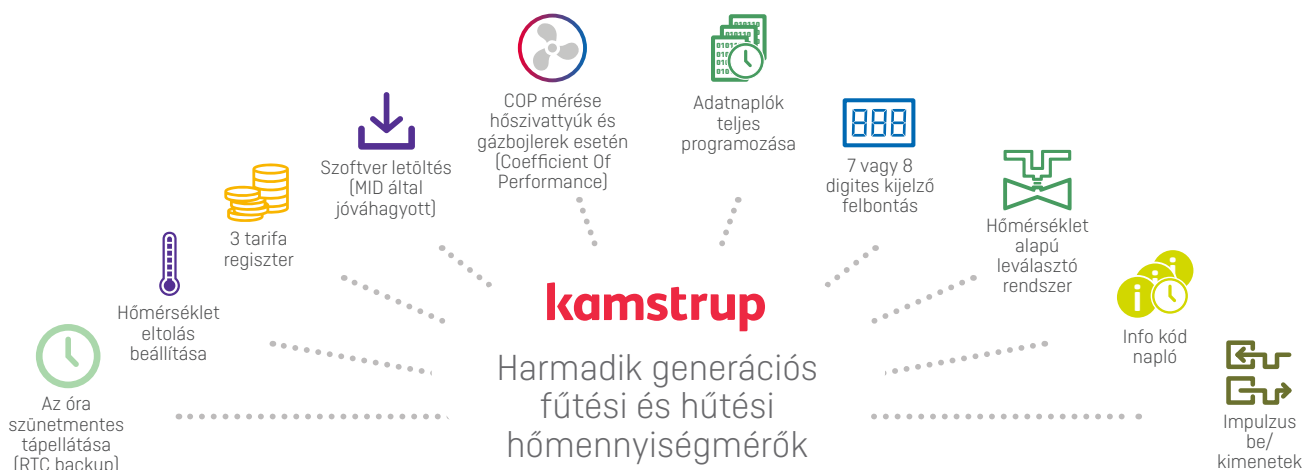 COP mérése
hőszivattyúk és
gázbojlerek esetén
(Coefficient Of
Performance)
Adatnaplók
teljes
programozása
Szoftver letöltés
(MID által
jóváhagyott)
7 vagy 8
digites kijelző
felbontás
3 tarifa
regiszter
Hőmérséklet
alapú
leválasztó
rendszer
Hőmérséklet
eltolás
beállítása
Info kód
napló
Az óra
szünetmentes
tápellátása
(RTC backup)
Impulzus
be/
kimenetek
kamstrup
Harmadik generációs
fűtési és hűtési
hőmennyiségmérők